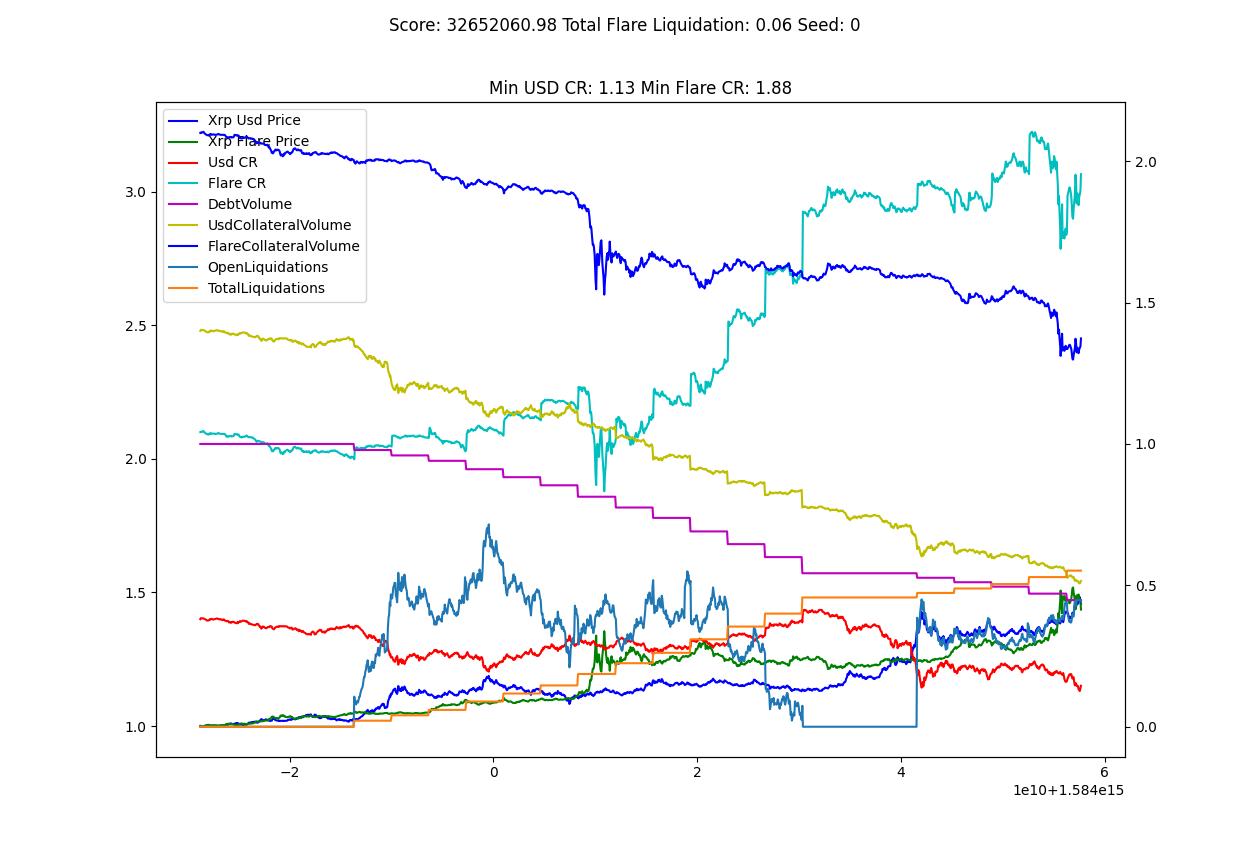 Score: 32652060.98 Total Flare Liquidation: 0.06 Seed: 0
Min USD CR: 1.13 Min Flare CR: 1.88
Xrp Usd Price
Xrp Flare Price
Usd CR
Flare CR
DebtVolume
UsdCollateralVolume
FlareCollateralVolume
OpenLiquidations
TotalLiquidations
3.0
2.5
2.0
1.5
1.0
2.0
1.5
1.0
0.5
0.0
−2
0
2
4
6
1e10+1.584e15